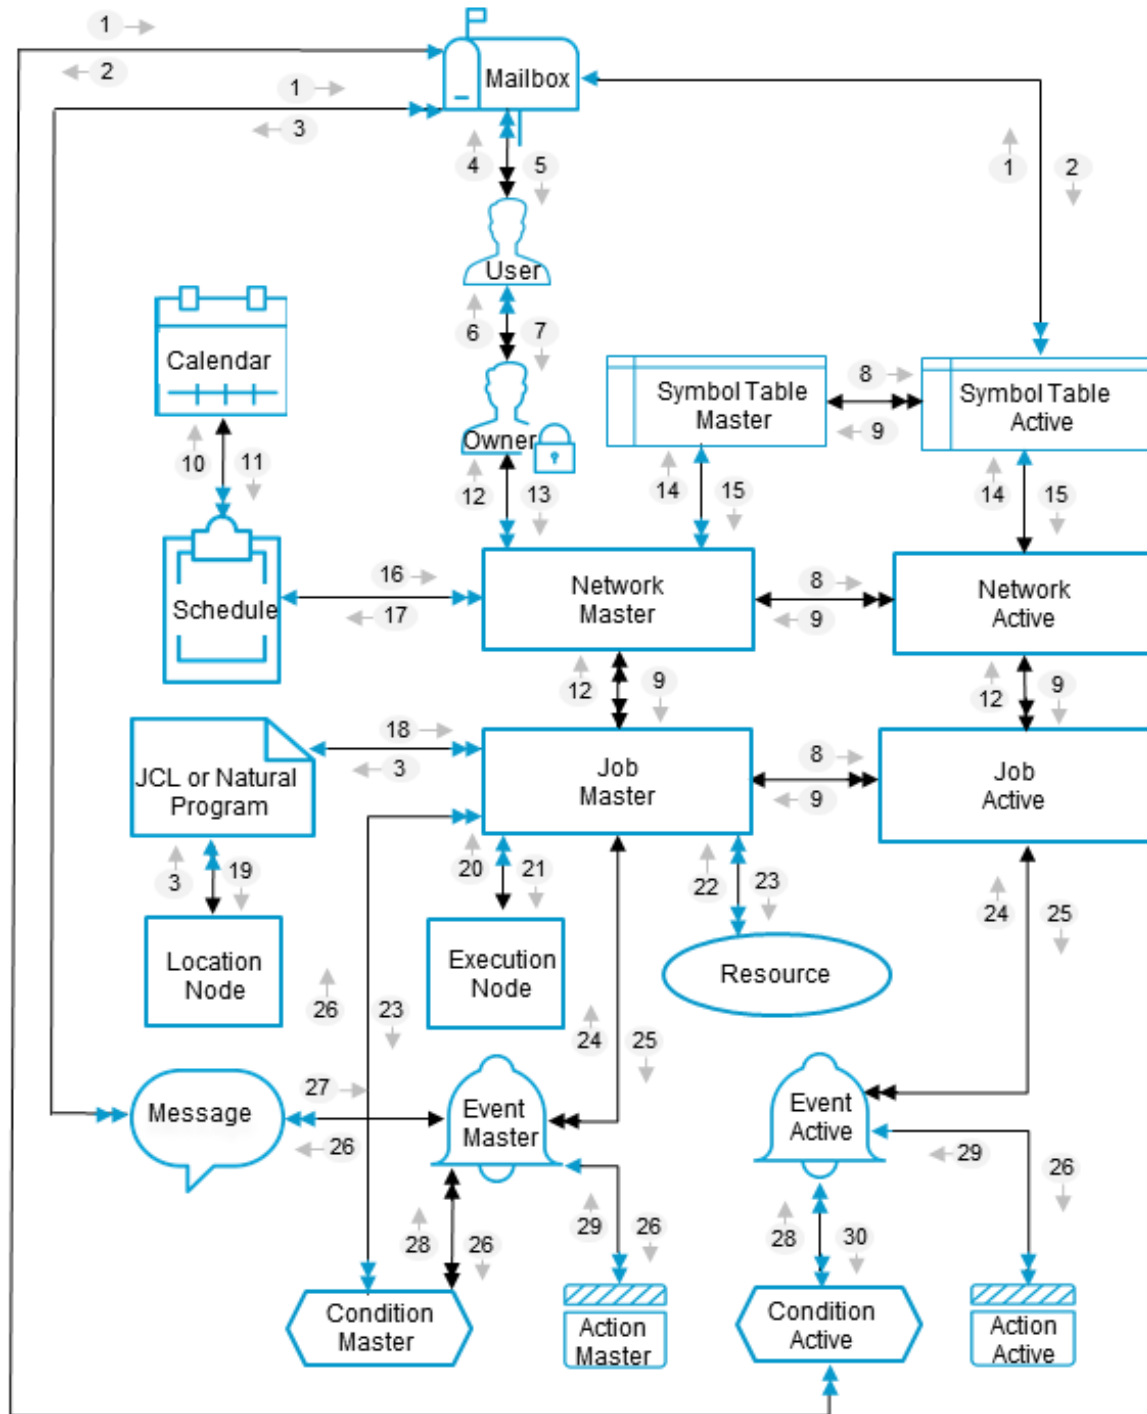 1
2
Mailbox
1
3
4
5
1
2
User
6
7
Calendar
Symbol Table
Master
8
9
Symbol Table
Active
Owner
10
11
12
13
14
15
14
15
Schedule
16
17
Network
Master
8
9
Network
Active
12
9
12
9
JCL or Natural
Program
18
3
Job
Master
8
9
Job
Active
3
19
20
21
22
23
24
25
Location
Node
Execution
Node
Resource
26
23
24
25
Message
27
26
Event
Master
Event
Active
29
26
28
26
29
26
28
30
Condition
Master
Action
Master
Condition
Active
Action
Active